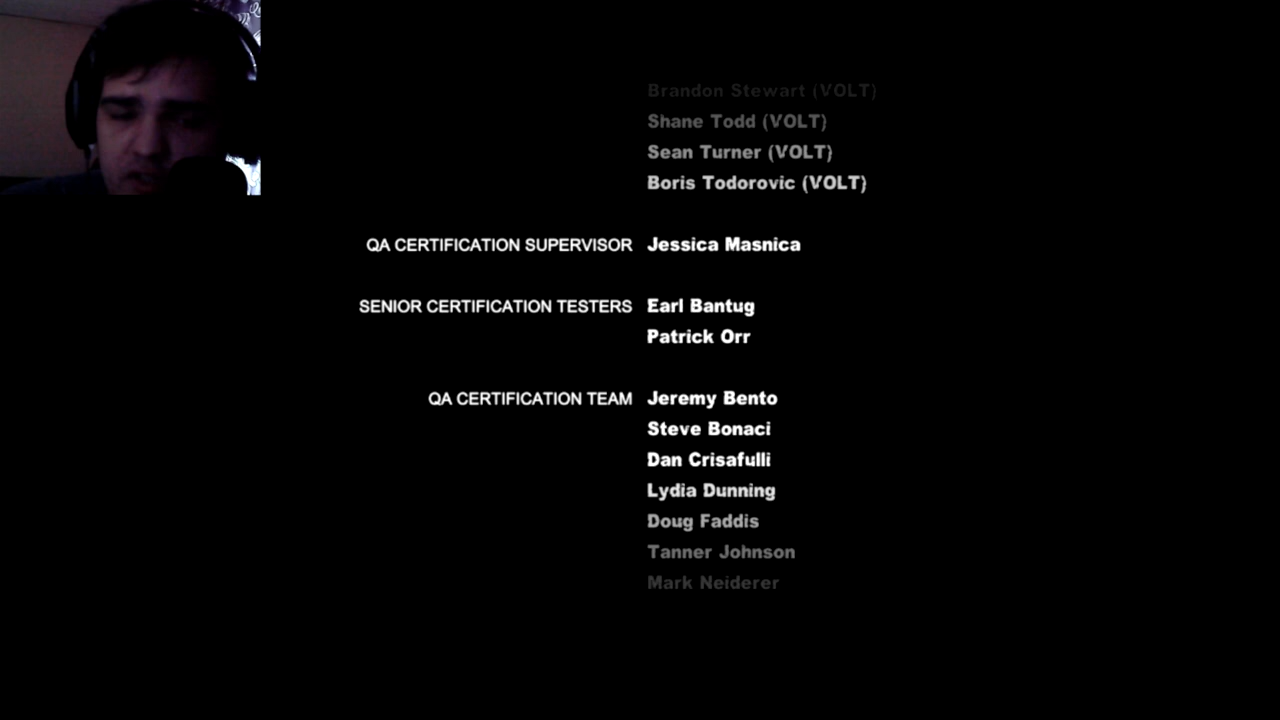 Brandon Stewart (VOLT)
Shane Todd (VOLT)
Sean Turner (VOLT)
Boris Todorovic (VOLT)
QA CERTIFICATION SUPERVISOR Jessica Masnica
SENIOR CERTIFICATION TESTERS Earl Bantug
Patrick Orr
QA CERTIFICATION TEAM Jeremy Bento
Steve Bonaci
Dan Crisafulli
Lydia Dunning
Doug Faddis
Tanner Johnson
Mark Neiderer